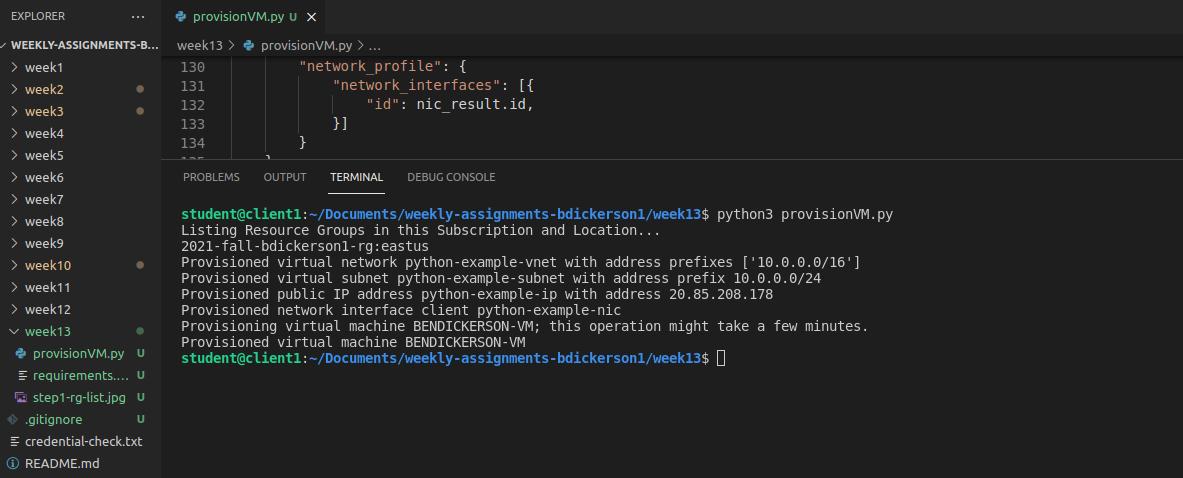 EXPLORER ...
WEEKLY-ASSIGNMENTS-B...
week1
week2
week3
week4
week5
week6
week7
week8
week9
week10
week11
week12
week13
provisionVM.py U
requirements.... U
step1-rg-list.jpg U
.gitignore U
credential-check.txt
README.md
provisionVM.py U
week13 > provisionVM.py > ...
130 "network_profile": {
131 "network_interfaces": [{
132 "id": nic_result.id,
133 }]
134 }
135 }
PROBLEMS OUTPUT TERMINAL DEBUG CONSOLE
student@client1:~/Documents/weekly-assignments-bdickerson1/week13$ python3 provisionVM.py
Listing Resource Groups in this Subscription and Location...
2021-fall-bdickerson1-rg:eastus
Provisioned virtual network python-example-vnet with address prefixes ['10.0.0.0/16']
Provisioned virtual subnet python-example-subnet with address prefix 10.0.0.0/24
Provisioned public IP address python-example-ip with address 20.85.208.178
Provisioned network interface client python-example-nic
Provisioning virtual machine BENDICKERSON-VM; this operation might take a few minutes.
Provisioned virtual machine BENDICKERSON-VM
student@client1:~/Documents/weekly-assignments-bdickerson1/week13$